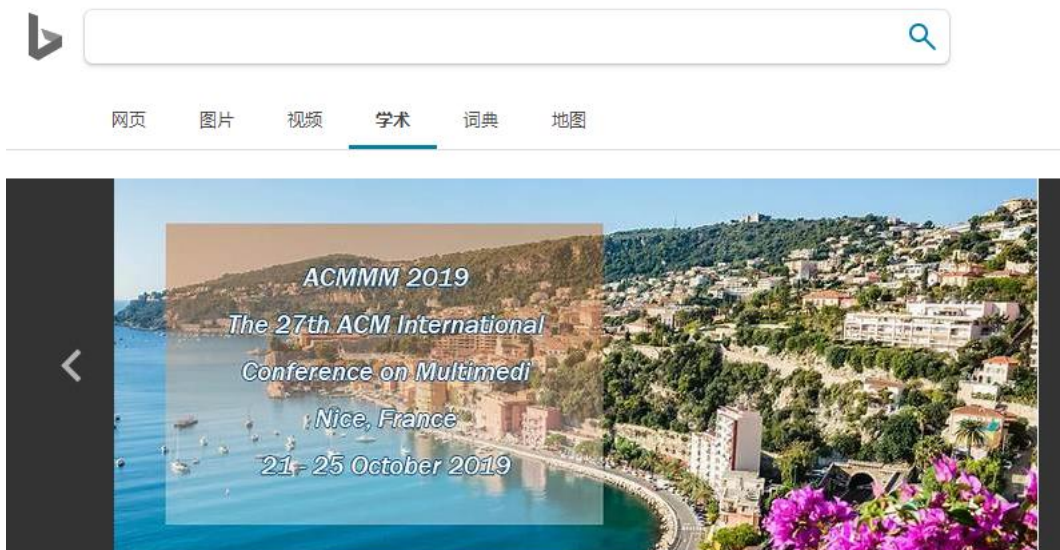 网页 图片 视频 学术 词典 地图
ACMMM 2019
The 27th ACM International
Conference on Multimedi
Nice, France
21 - 25 October 2019